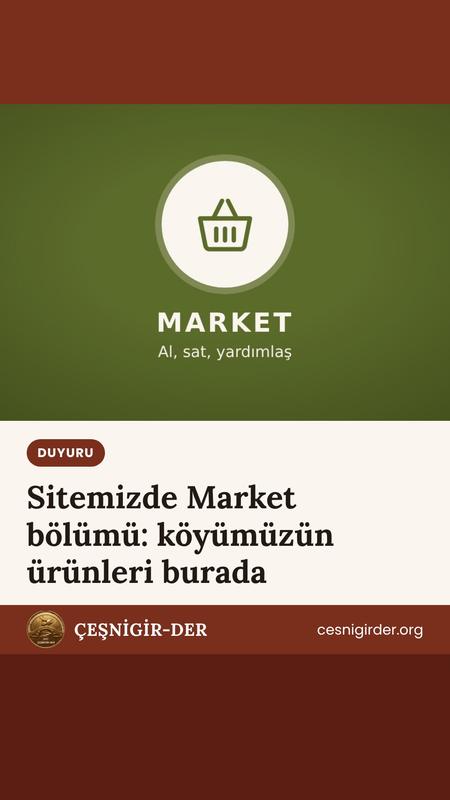 MARKET
Al, sat, yardımlaş
DUYURU
Sitemizde Market
bölümü: köyümüzün
ürünleri burada
ÇEŞNİGİR-DER
cesnigirder.org